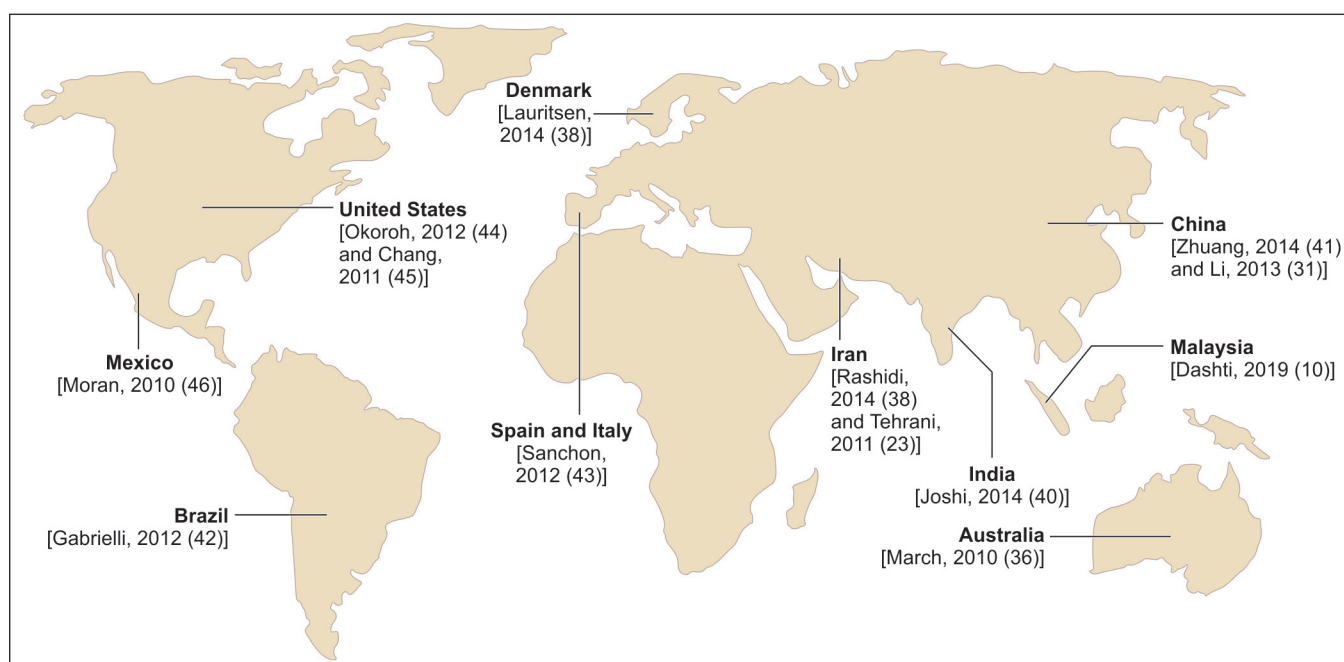 Denmark
[Lauritsen,
2014 (38)]
United States
[Okoroh, 2012 (44)
and Chang,
2011 (45)]
China
[Zhuang, 2014 (41)
and Li, 2013 (31)]
Mexico
[Moran, 2010 (46)]
Iran
[Rashidi,
2014 (38)
and Tehrani,
2011 (23)]
Malaysia
[Dashti, 2019 (10)]
Spain and Italy
[Sanchon,
2012 (43)]
India
[Joshi, 2014 (40)]
Brazil
[Gabrielli, 2012 (42)]
Australia
[March, 2010 (36)]